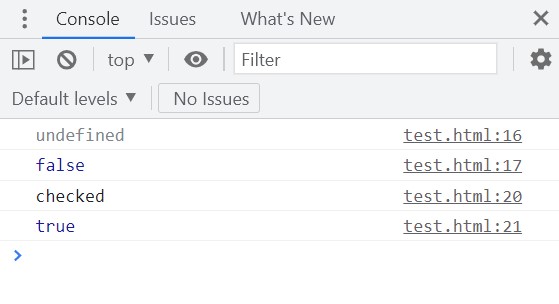 Console Issues What's New
top Filter
Default levels No Issues
undefined test.html:16
false test.html:17
checked test.html:20
true test.html:21